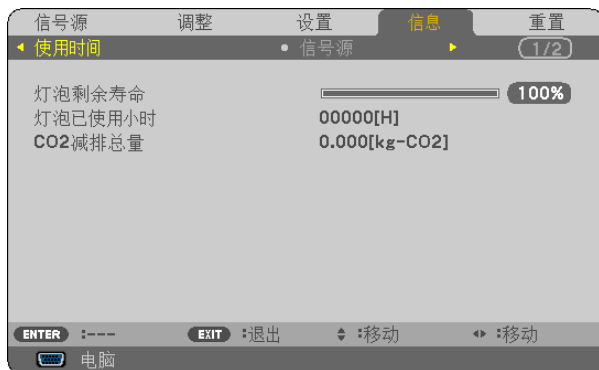 信号源 调整 设置 信息 重置
使用时间 信号源 1/2
灯泡剩余寿命 100%
灯泡已使用小时 00000[H]
CO2减排总量 0.000[kg-CO2]
ENTER :--- EXIT :退出 :移动 :移动
电脑